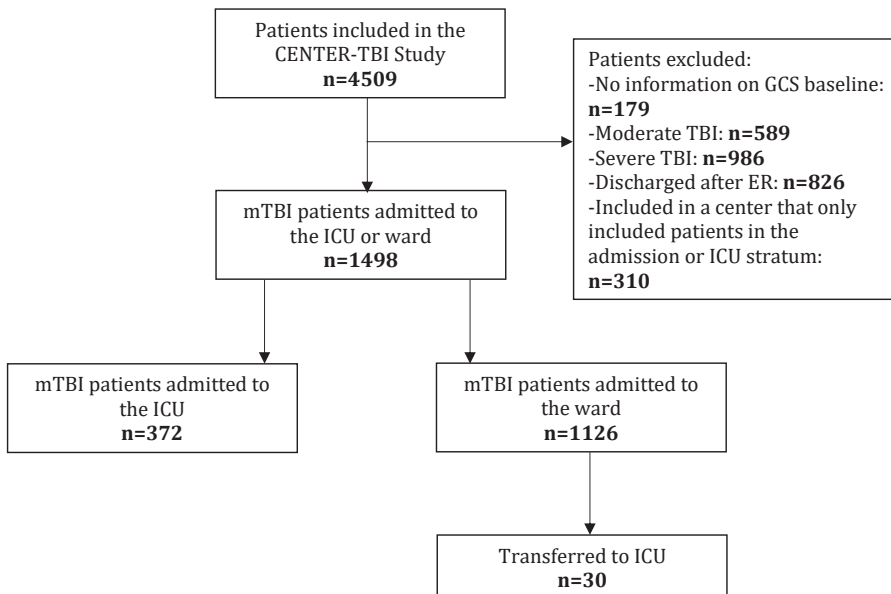 Patients included in the
CENTER-TBI Study
n=4509
Patients excluded:
-No information on GCS baseline:
n=179
-Moderate TBI: n=589
-Severe TBI: n=986
-Discharged after ER: n=826
-Included in a center that only
included patients in the
admission or ICU stratum:
n=310
mTBI patients admitted to
the ICU or ward
n=1498
mTBI patients admitted to
the ICU
n=372
mTBI patients admitted to
the ward
n=1126
Transferred to ICU
n=30